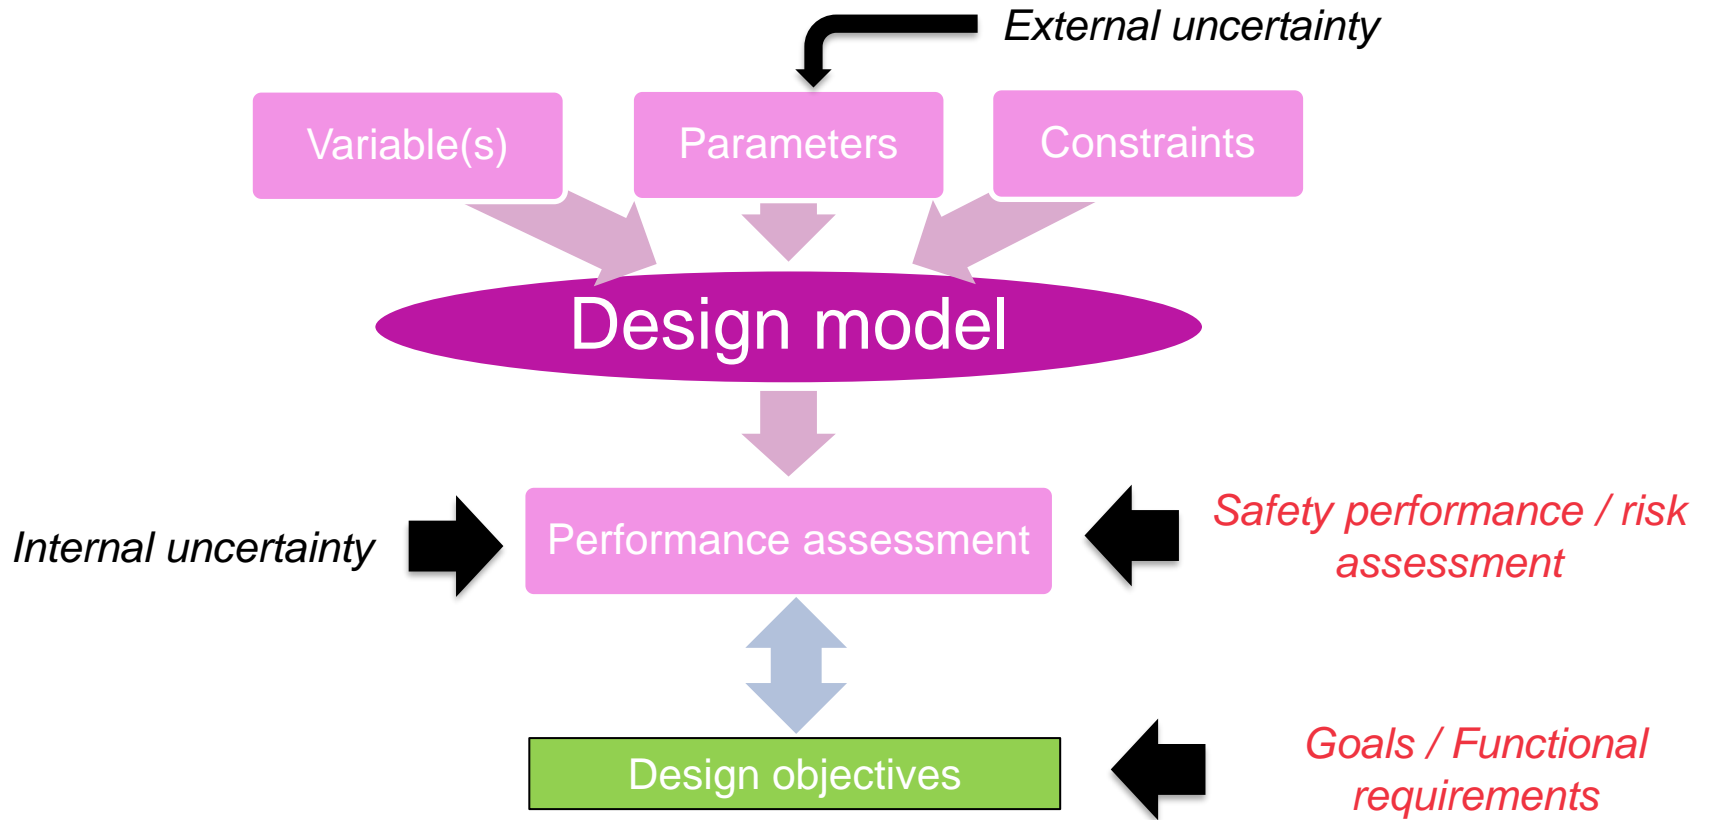 External uncertainty
Variable(s)
Parameters
Constraints
Design model
Internal uncertainty
Performance assessment
Safety performance / risk
assessment
Design objectives
Goals / Functional
requirements